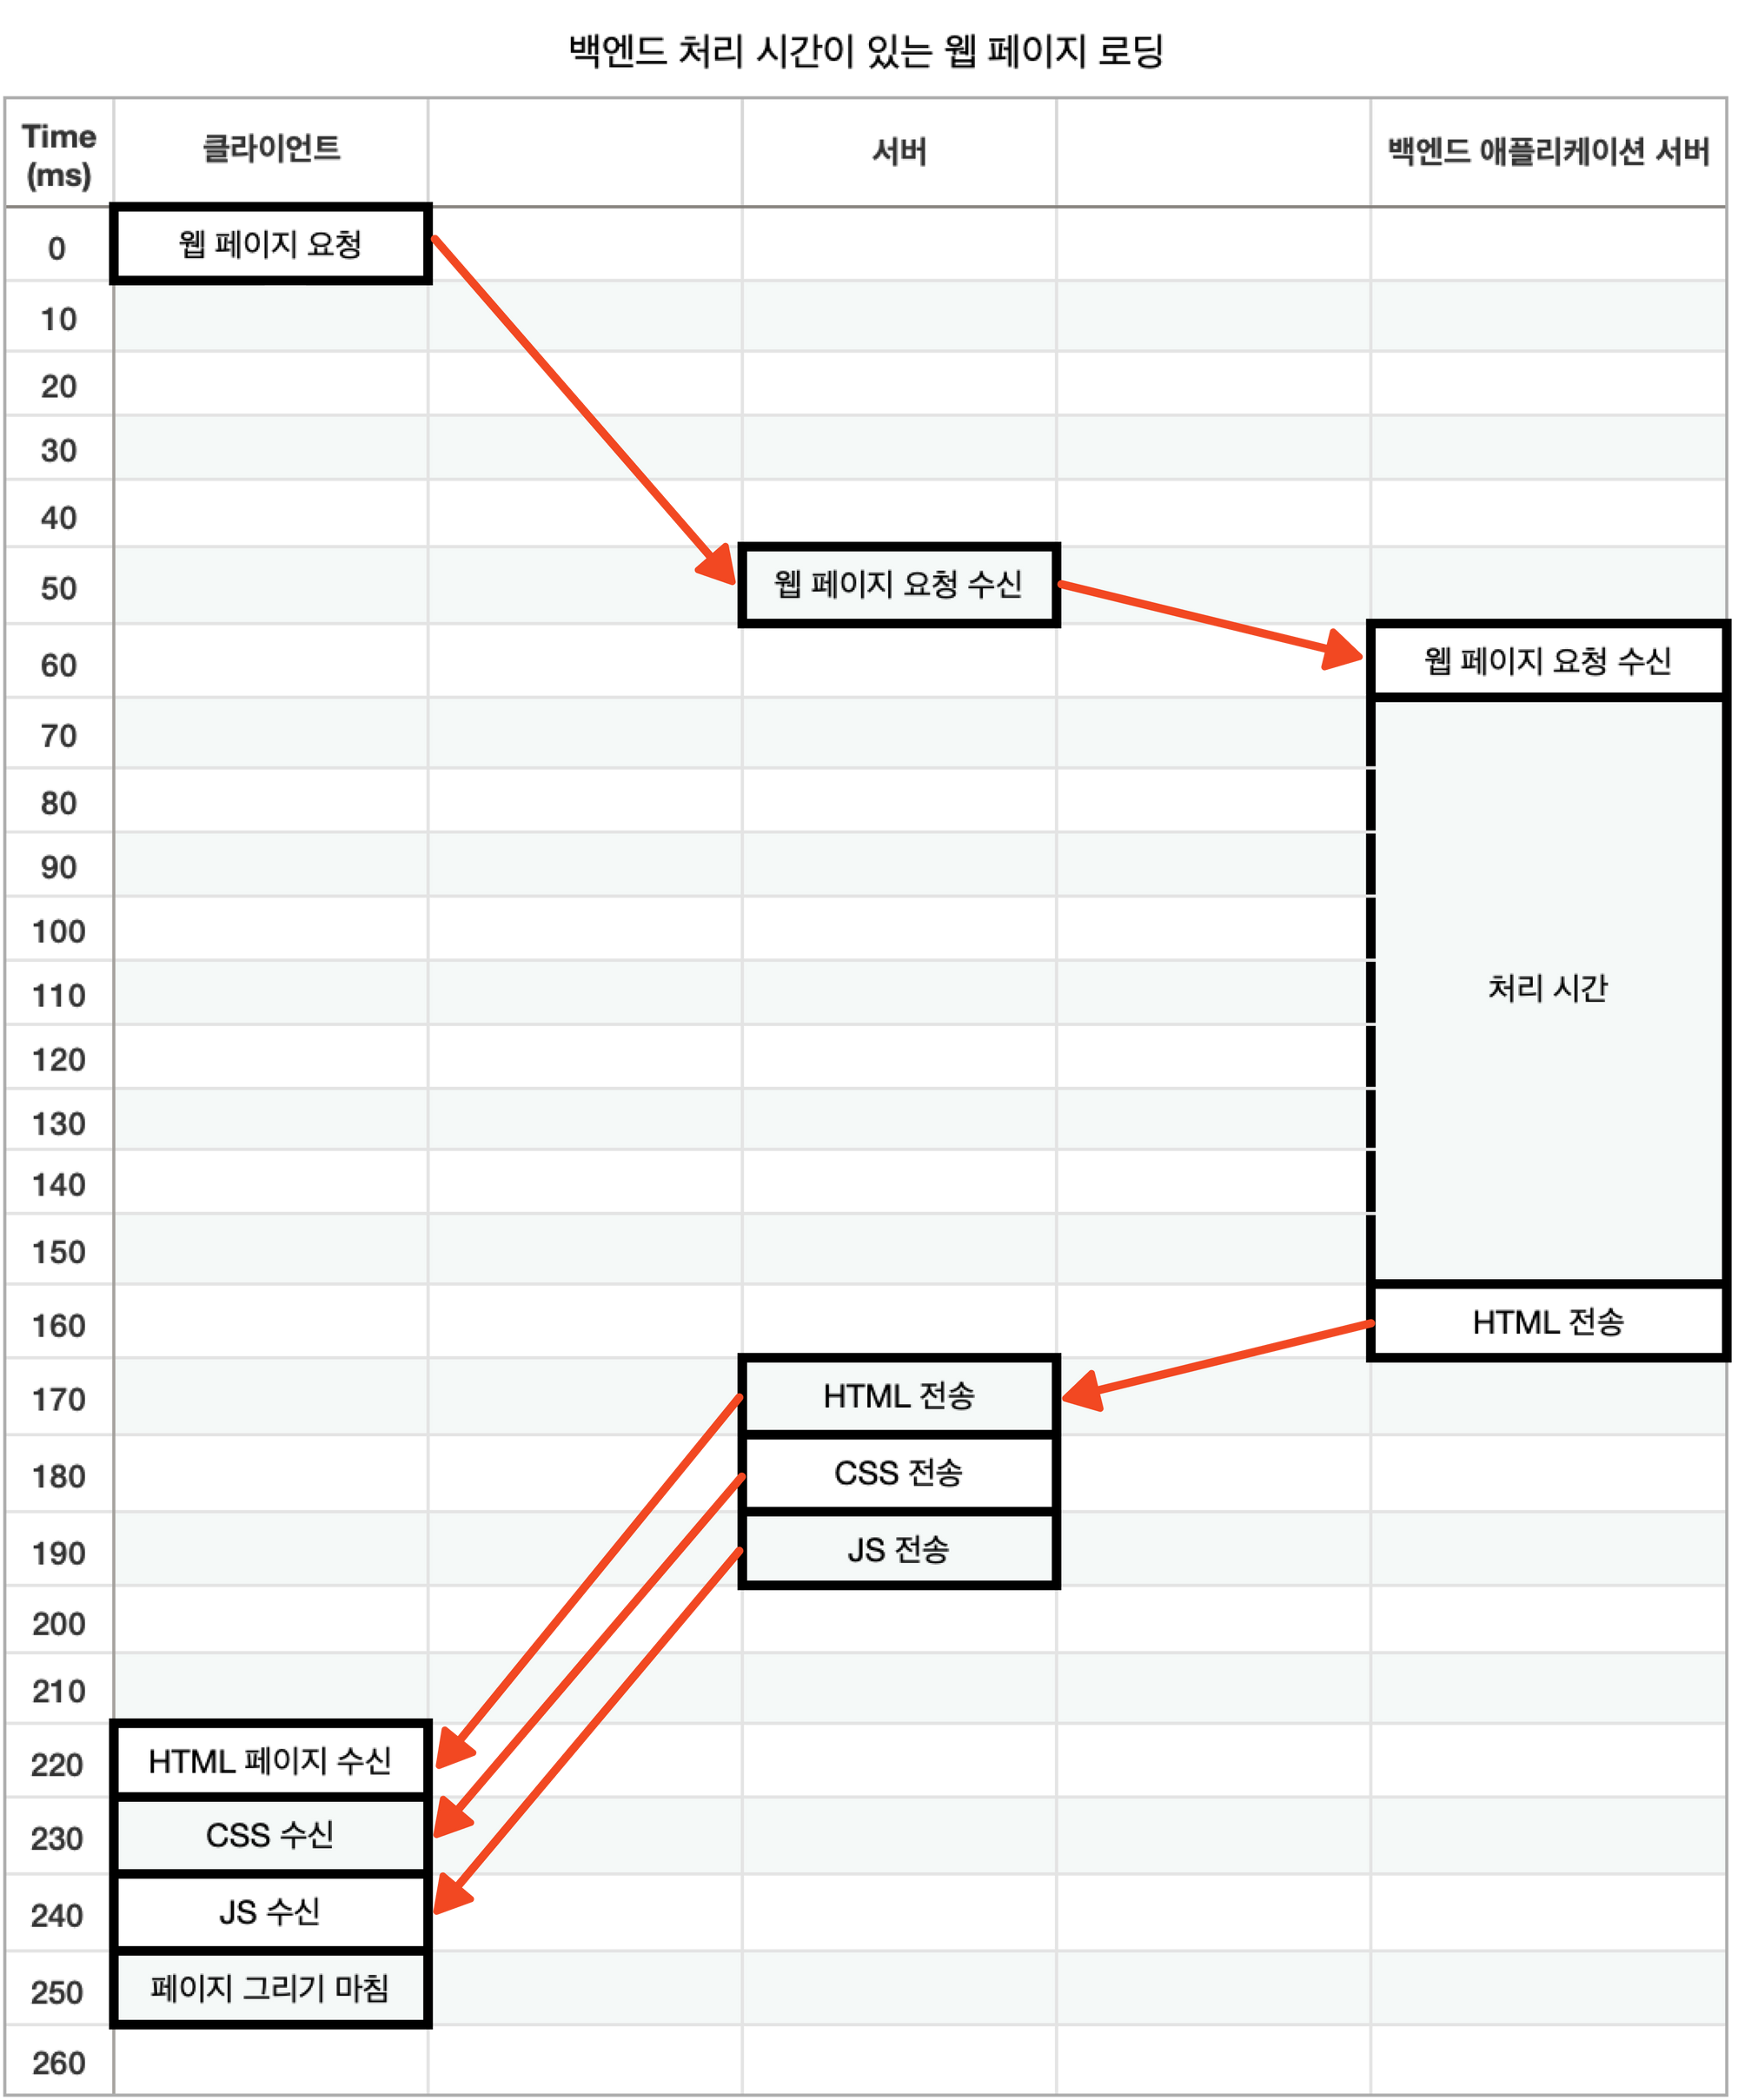 백엔드 처리 시간이 있는 웹 페이지 로딩
Time
(ms)
클라이언트
서버
백엔드 애플리케이션 서버
0
웹 페이지 요청
10
20
30
40
50
웹 페이지 요청 수신
60
웹 페이지 요청 수신
70
80
90
100
110
처리 시간
120
130
140
150
160
HTML 전송
170
HTML 전송
180
CSS 전송
190
JS 전송
200
210
220
HTML 페이지 수신
230
CSS 수신
240
JS 수신
250
페이지 그리기 마침
260